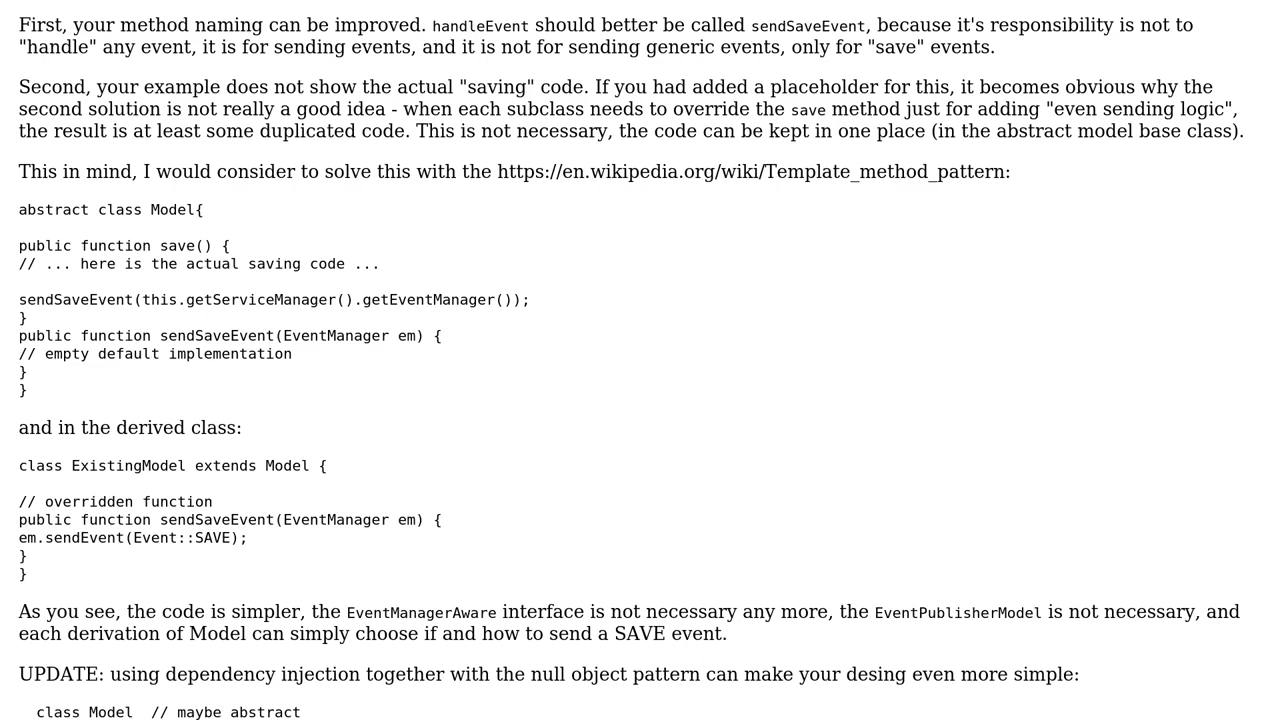 First, your method naming can be improved. handleEvent should better be called sendSaveEvent, because it's responsibility is not to
"handle" any event, it is for sending events, and it is not for sending generic events, only for "save" events.
Second, your example does not show the actual "saving" code. If you had added a placeholder for this, it becomes obvious why the
second solution is not really a good idea - when each subclass needs to override the save method just for adding "even sending logic",
the result is at least some duplicated code. This is not necessary, the code can be kept in one place (in the abstract model base class).
This in mind, I would consider to solve this with the https://en.wikipedia.org/wiki/Template_method_pattern:
abstract class Model{
public function save() {
// ... here is the actual saving code ...
sendSaveEvent(this.getServiceManager().getEventManager());
}
public function sendSaveEvent(EventManager em) {
// empty default implementation
}
}
and in the derived class:
class ExistingModel extends Model {
// overridden function
public function sendSaveEvent(EventManager em) {
em.sendEvent(Event::SAVE);
}
}
As you see, the code is simpler, the EventManagerAware interface is not necessary any more, the EventPublisherModel is not necessary, and
each derivation of Model can simply choose if and how to send a SAVE event.
UPDATE: using dependency injection together with the null object pattern can make your desing even more simple:
class Model  // maybe abstract